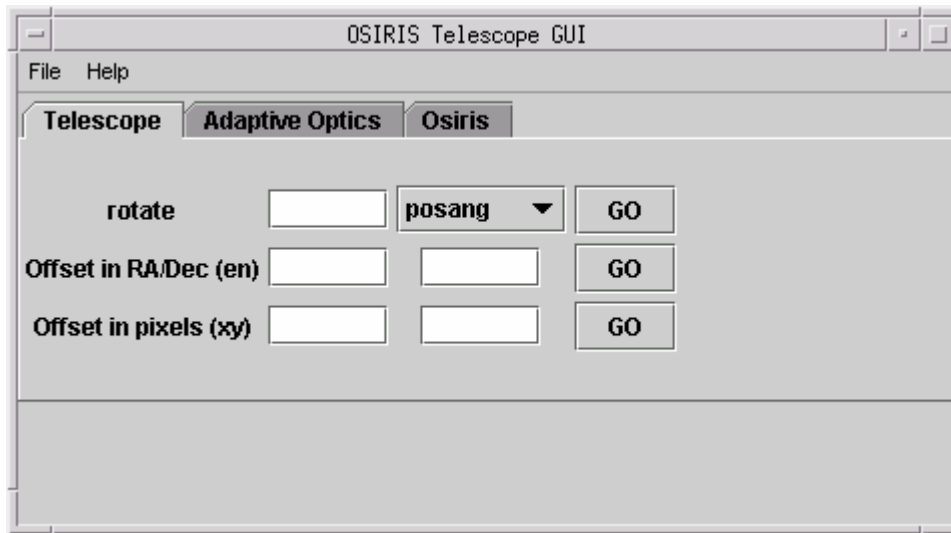 OSIRIS Telescope GUI
File Help
Telescope Adaptive Optics Osiris
rotate posang GO
Offset in RA/Dec (en) GO
Offset in pixels (xy) GO